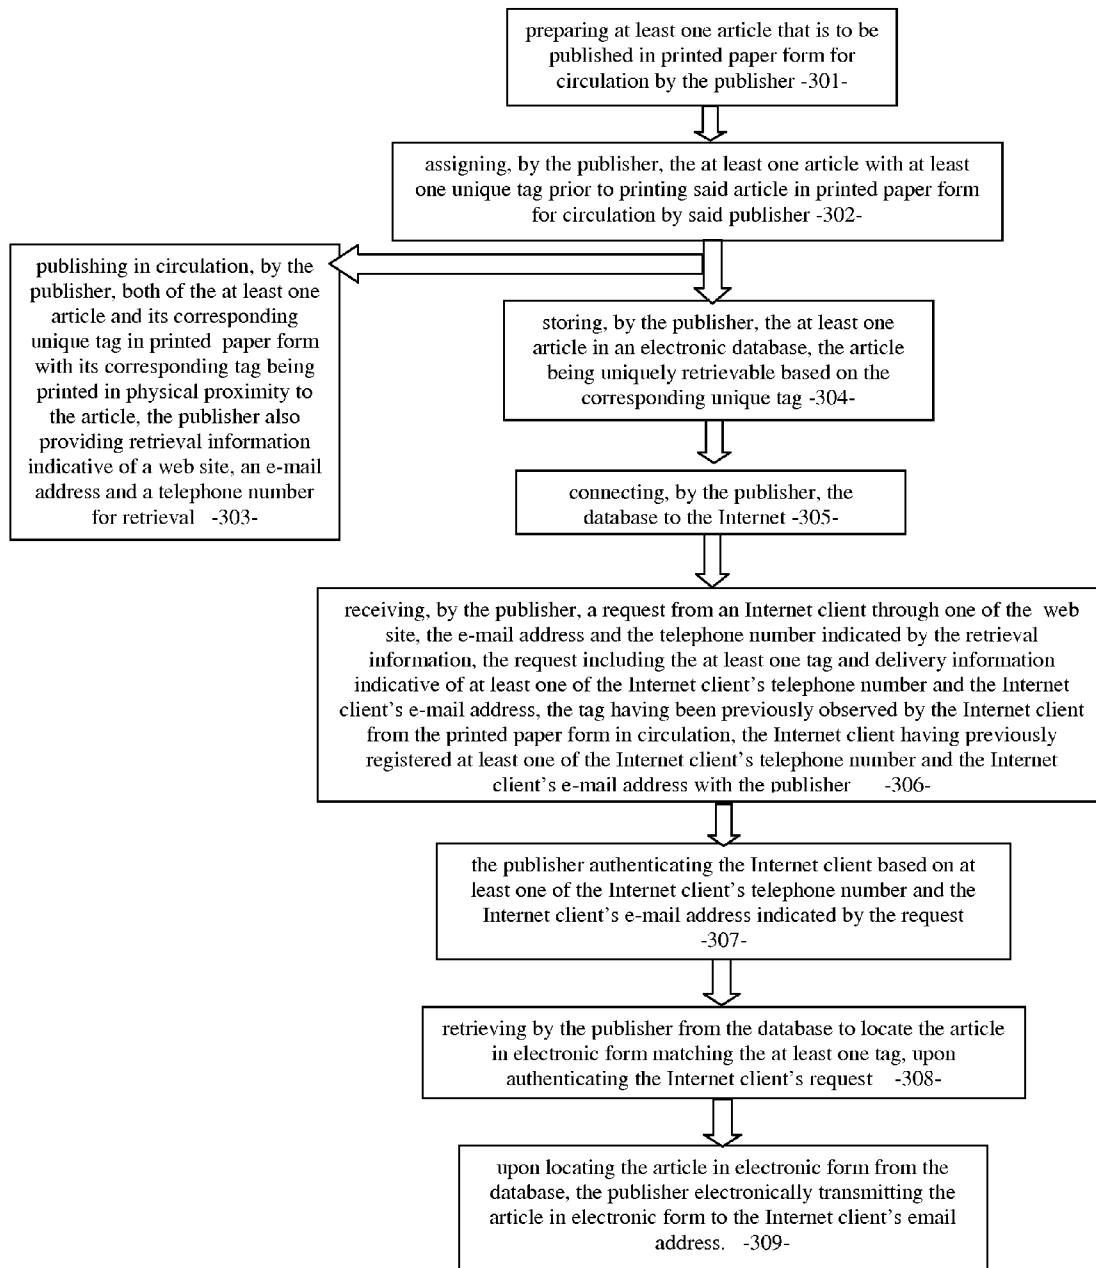 preparing at least one article that is to be
published in printed paper form for
circulation by the publisher -301-
assigning, by the publisher, the at least one article with at least
one unique tag prior to printing said article in printed paper form
for circulation by said publisher -302-
publishing in circulation, by the
publisher, both of the at least one
article and its corresponding
unique tag in printed paper form
with its corresponding tag being
printed in physical proximity to
the article, the publisher also
providing retrieval information
indicative of a web site, an e-mail
address and a telephone number
for retrieval -303-
storing, by the publisher, the at least one
article in an electronic database, the article
being uniquely retrievable based on the
corresponding unique tag -304-
connecting, by the publisher, the
database to the Internet -305-
receiving, by the publisher, a request from an Internet client through one of the web
site, the e-mail address and the telephone number indicated by the retrieval
information, the request including the at least one tag and delivery information
indicative of at least one of the Internet client's telephone number and the Internet
client's e-mail address, the tag having been previously observed by the Internet client
from the printed paper form in circulation, the Internet client having previously
registered at least one of the Internet client's telephone number and the Internet
client's e-mail address with the publisher -306-
the publisher authenticating the Internet client based on at
least one of the Internet client's telephone number and the
Internet client's e-mail address indicated by the request
-307-
retrieving by the publisher from the database to locate the article
in electronic form matching the at least one tag, upon
authenticating the Internet client's request -308-
upon locating the article in electronic form from the
database, the publisher electronically transmitting the
article in electronic form to the Internet client's email
address. -309-